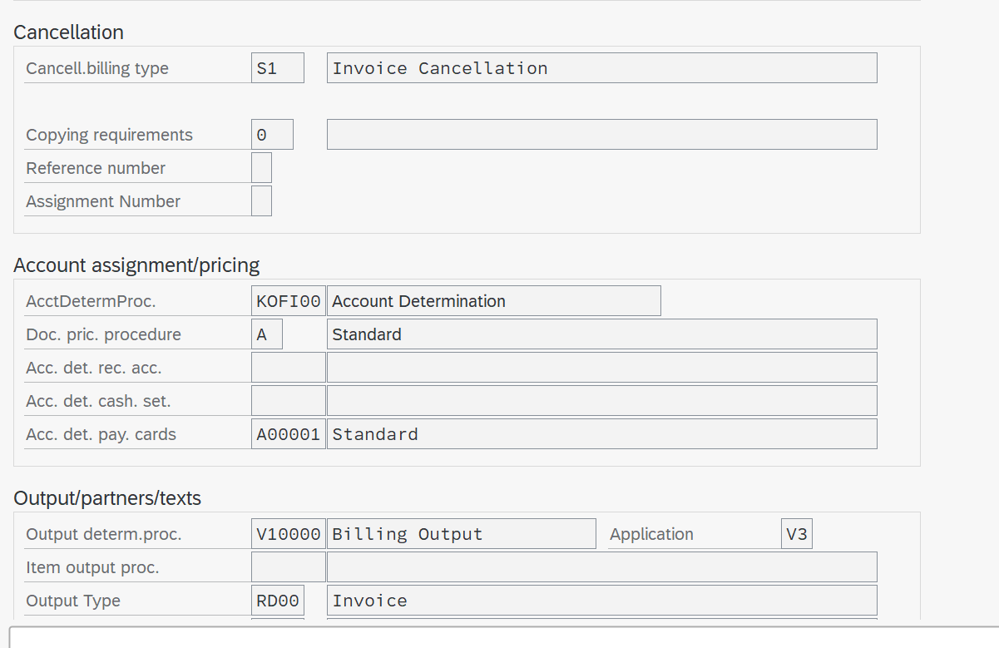 Cancellation
Cancell.billing type S1 Invoice Cancellation
Copying requirements 0
Reference number
Assignment Number
Account assignment/pricing
AcctDetermProc. KOFI00 Account Determination
Doc. pric. procedure A Standard
Acc. det. rec. acc.
Acc. det. cash. set.
Acc. det. pay. cards A00001 Standard
Output/partners/texts
Output determ.proc. V10000 Billing Output Application V3
Item output proc.
Output Type RD00 Invoice